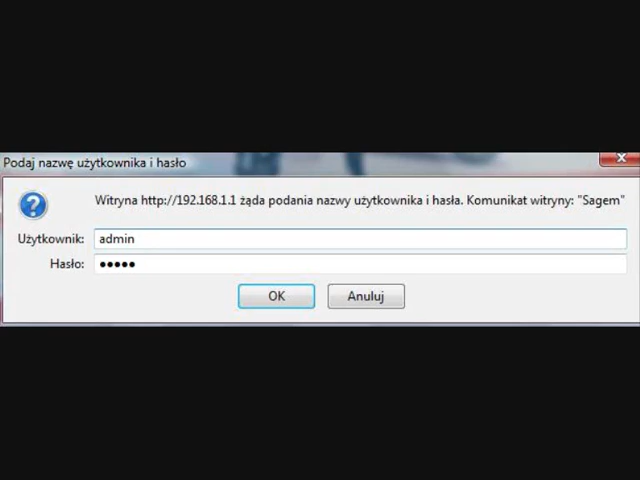 Podaj nazwę użytkownika i hasło
Witryna http://192.168.1.1 żąda podania nazwy użytkownika i hasła. Komunikat witryny: "Sagem"
Użytkownik: admin
Hasło: •••••
OK Anuluj